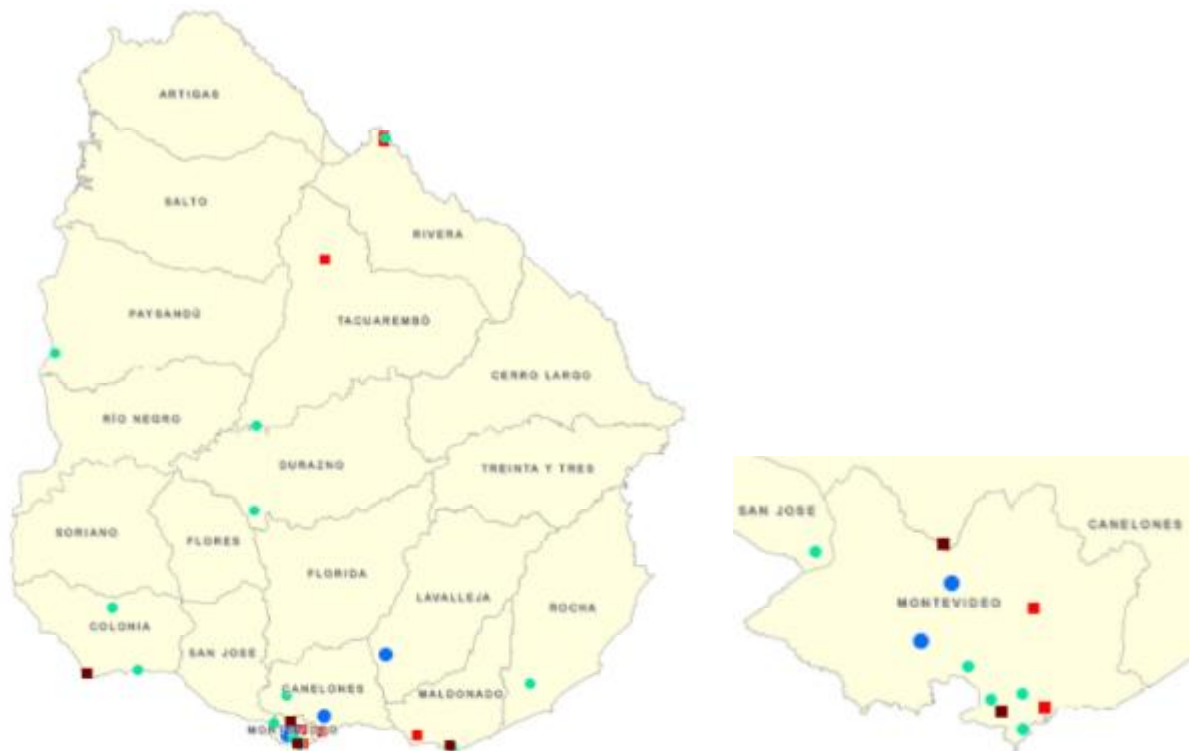 ARTIGAS
SALTO
RIVERA
PAYSANDÚ
TACUAREMBÓ
CERRO LARGO
RÍO NEGRO
DURAZNO
TREINTA Y TRES
SORIANO
FLORES
FLORIDA
LAVALLEJA
ROCHA
COLONIA
SAN JOSE
CANELONES
MALDONADO
MONTEVIDEO
SAN JOSE
CANELONES
MONTEVIDEO